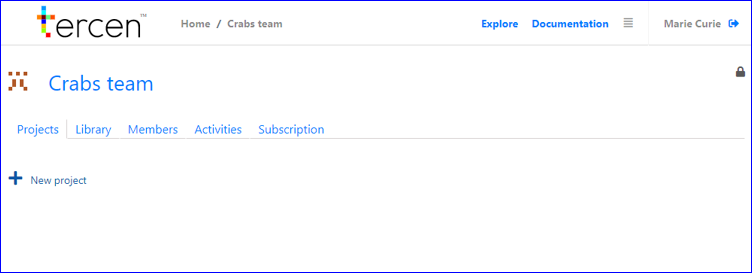 tercen™ Home / Crabs team Explore Documentation Marie Curie
Crabs team
Projects Library Members Activities Subscription
New project